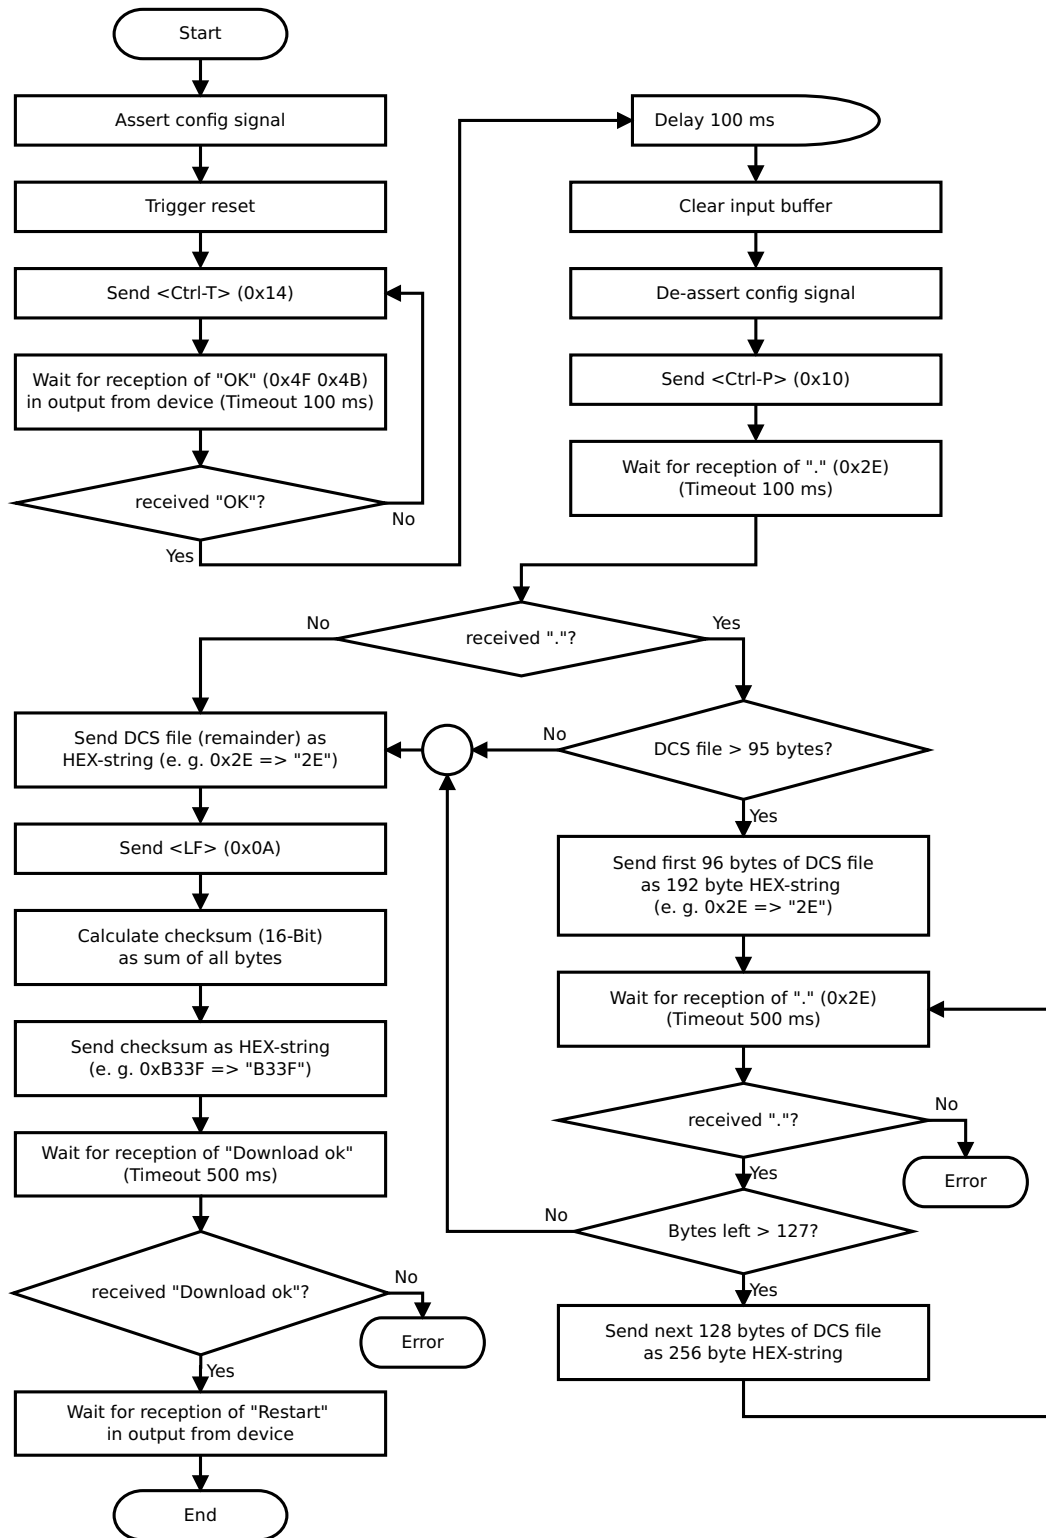 Start
Assert config signal
Trigger reset
Send <Ctrl-T> (0x14)
Wait for reception of "OK" (0x4F 0x4B)
in output from device (Timeout 100 ms)
received "OK"?
No
Yes
Delay 100 ms
Clear input buffer
De-assert config signal
Send <Ctrl-P> (0x10)
Wait for reception of "." (0x2E)
(Timeout 100 ms)
received "."?
No
Yes
DCS file > 95 bytes?
No
Yes
Send first 96 bytes of DCS file
as 192 byte HEX-string
(e. g. 0x2E => "2E")
Wait for reception of "." (0x2E)
(Timeout 500 ms)
received "."?
No
Error
Yes
Bytes left > 127?
No
Yes
Send next 128 bytes of DCS file
as 256 byte HEX-string
Send DCS file (remainder) as
HEX-string (e. g. 0x2E => "2E")
Send <LF> (0x0A)
Calculate checksum (16-Bit)
as sum of all bytes
Send checksum as HEX-string
(e. g. 0xB33F => "B33F")
Wait for reception of "Download ok"
(Timeout 500 ms)
received "Download ok"?
No
Error
Yes
Wait for reception of "Restart"
in output from device
End